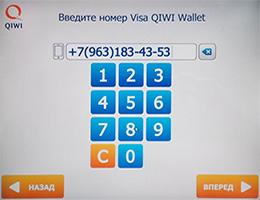 QIWI
Введите номер Visa QIWI Wallet
+7(963)183-43-53
1 2 3
4 5 6
7 8 9
C 0
НАЗАД
ВПЕРЕД